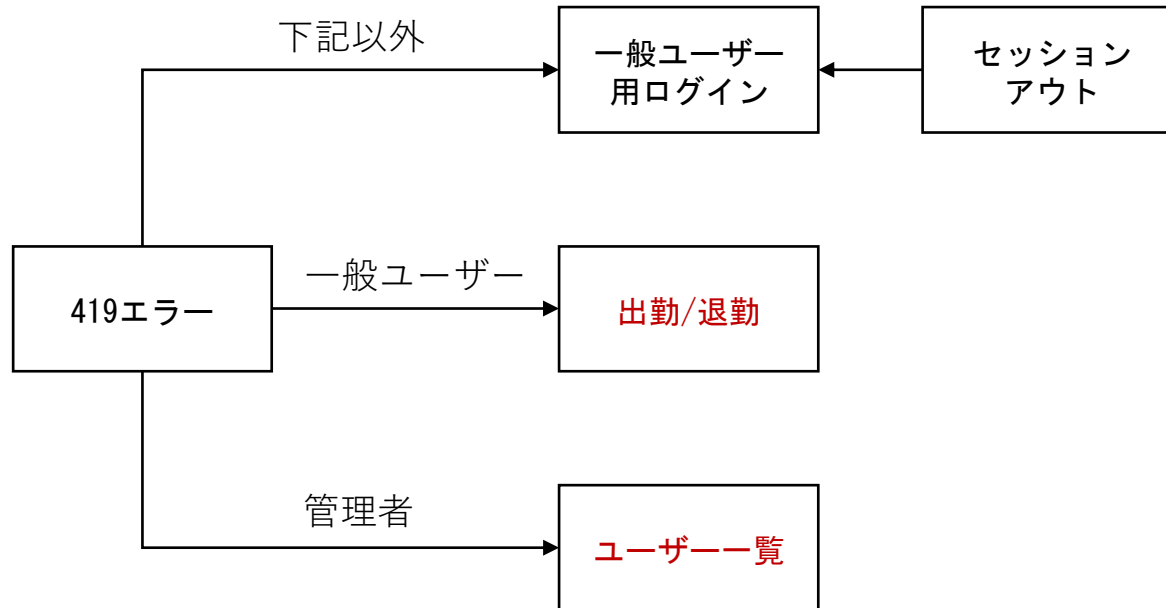 下記以外
一般ユーザー
用ログイン
セッション
アウト
419エラー
一般ユーザー
出勤/退勤
管理者
ユーザー一覧